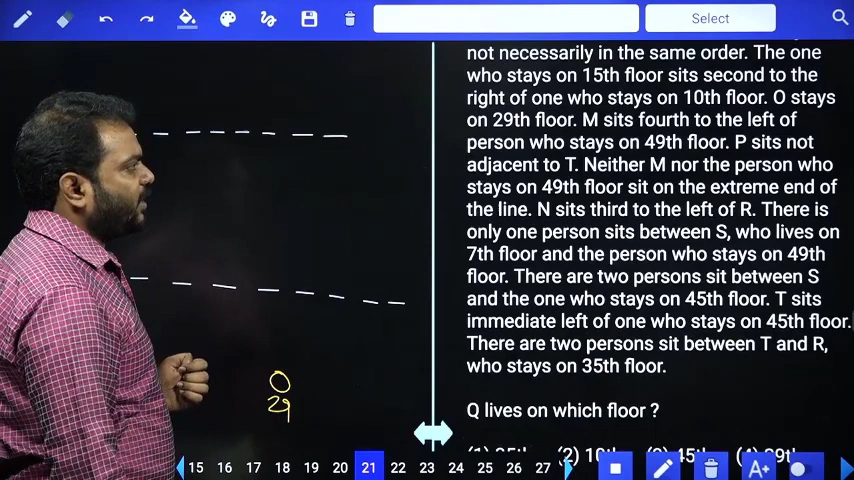 Select
not necessarily in the same order. The one
who stays on 15th floor sits second to the
right of one who stays on 10th floor. O stays
on 29th floor. M sits fourth to the left of
person who stays on 49th floor. P sits not
adjacent to T. Neither M nor the person who
stays on 49th floor sit on the extreme end of
the line. N sits third to the left of R. There is
only one person sits between S, who lives on
7th floor and the person who stays on 49th
floor. There are two persons sit between S
and the one who stays on 45th floor. T sits
immediate left of one who stays on 45th floor.
There are two persons sit between T and R,
who stays on 35th floor.
Q lives on which floor ?
O
29
15 16 17 18 19 20 21 22 23 24 25 26 27
A+